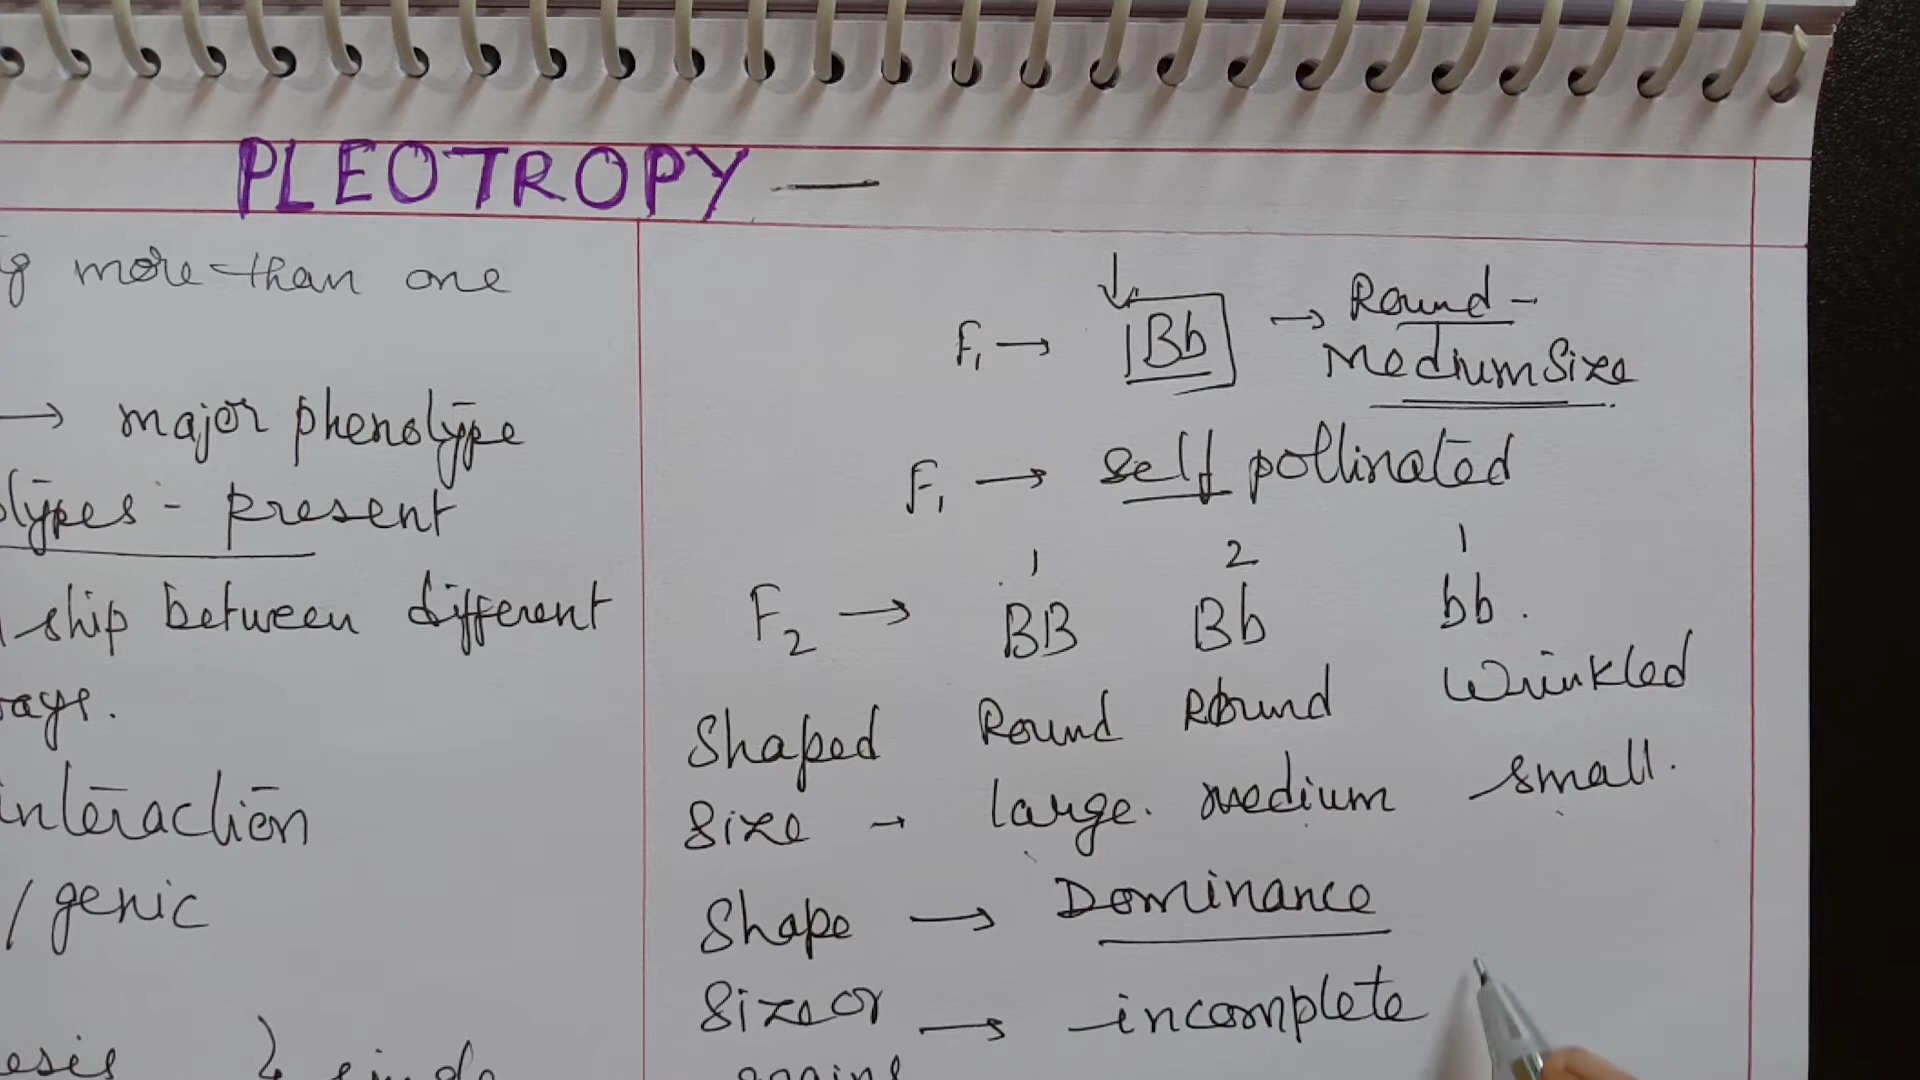 PLEOTROPY —
more than one
→ major phenotype
- present
ship between different
interaction
/ genic
single
F1 → Bb → Round -
Medium Size
F1 → self pollinated
1 2 1
F2 → BB Bb bb.
Shaped Round Round Wrinkled
Size → large. medium small.
Shape → Dominance
Size or → incomplete